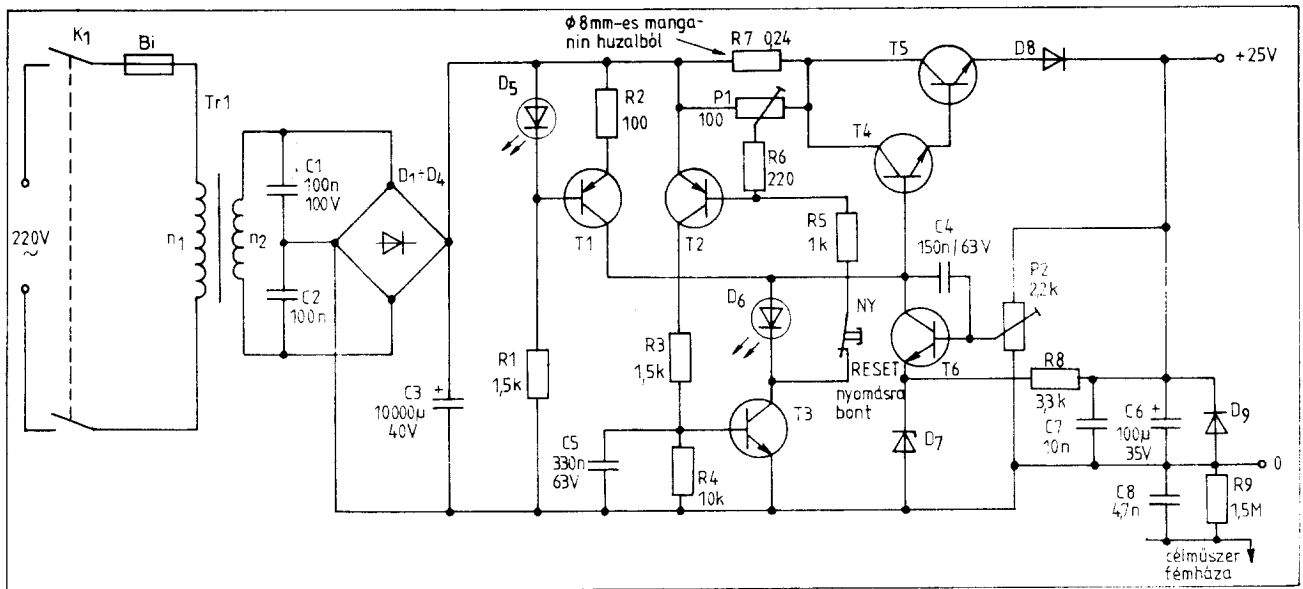 φ 8mm-es manga-
nin huzalból
K1
Bi
R7 024
T5
D8
+25V
D5
R2
100
P1
100
Tr1
T4
C1
100n
100V
D1÷D4
R6
220
220V
~
n1
n2
T1
T2
R5
1k
C4
150n/63V
P2
2,2k
C2
100n
D6
NY
R1
1,5k
R3
1,5k
RESET
nyomásra
bont
T6
R8
3,3k
C3
10000µ
40V
+
T3
C5
330n
63V
D7
C7
10n
C6
100µ
35V
+
D9
R4
10k
0
C8
4,7n
R9
1,5M
célműszer
fémháza